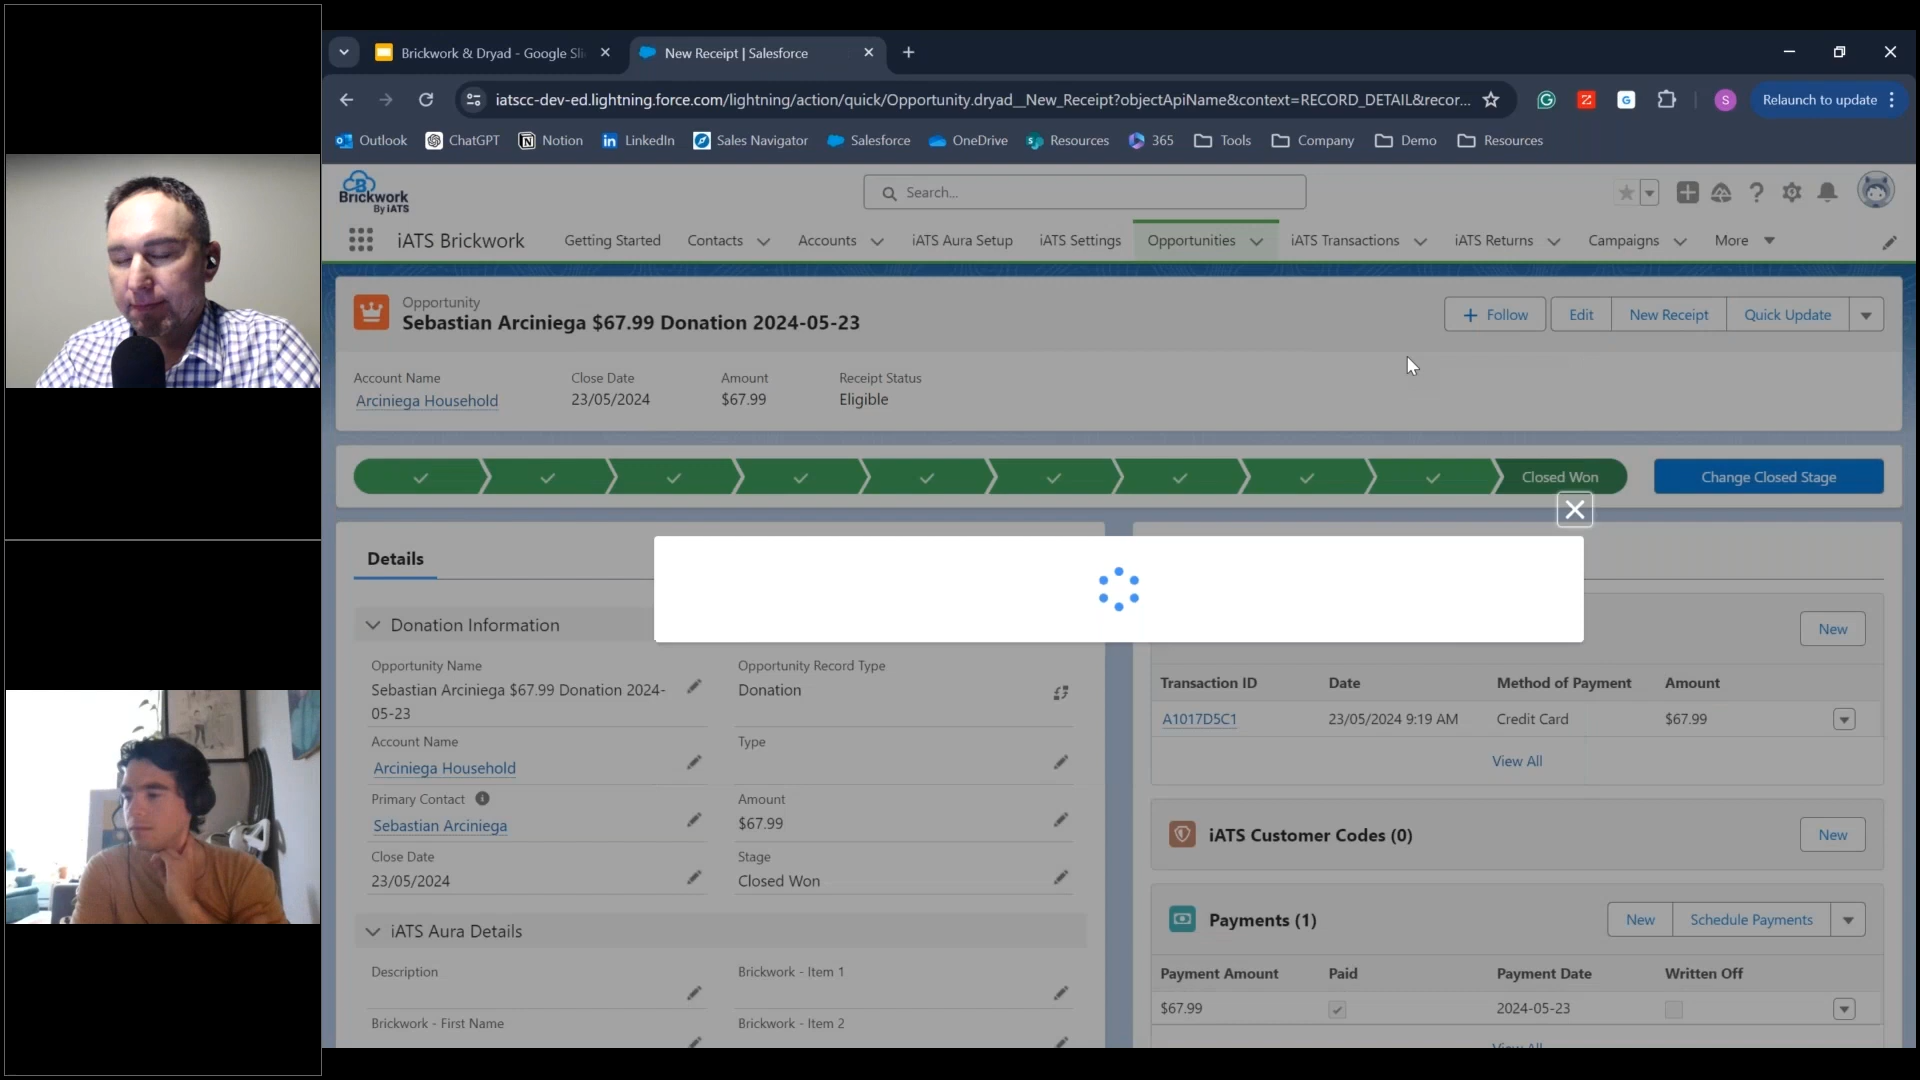 Brickwork & Dryad - Google Sli
New Receipt | Salesforce
iatscc-dev-ed.lightning.force.com/lightning/action/quick/Opportunity.dryad__New_Receipt?objectApiName&context=RECORD_DETAIL&recor...
S
Relaunch to update
Outlook
ChatGPT
Notion
LinkedIn
Sales Navigator
Salesforce
OneDrive
Resources
365
Tools
Company
Demo
Resources
Brickwork
By iATS
Search...
iATS Brickwork
Getting Started
Contacts
Accounts
iATS Aura Setup
iATS Settings
Opportunities
iATS Transactions
iATS Returns
Campaigns
More
Opportunity
Sebastian Arciniega $67.99 Donation 2024-05-23
Follow
Edit
New Receipt
Quick Update
Account Name
Close Date
Amount
Receipt Status
Arciniega Household
23/05/2024
$67.99
Eligible
Closed Won
Change Closed Stage
Details
Donation Information
Opportunity Name
Sebastian Arciniega $67.99 Donation 2024-
05-23
Opportunity Record Type
Donation
Account Name
Arciniega Household
Type
Primary Contact
Sebastian Arciniega
Amount
$67.99
Close Date
23/05/2024
Stage
Closed Won
iATS Aura Details
Description
Brickwork - Item 1
Brickwork - First Name
Brickwork - Item 2
New
Transaction ID
Date
Method of Payment
Amount
A1017D5C1
23/05/2024 9:19 AM
Credit Card
$67.99
View All
iATS Customer Codes (0)
New
Payments (1)
New
Schedule Payments
Payment Amount
Paid
Payment Date
Written Off
$67.99
2024-05-23
View All